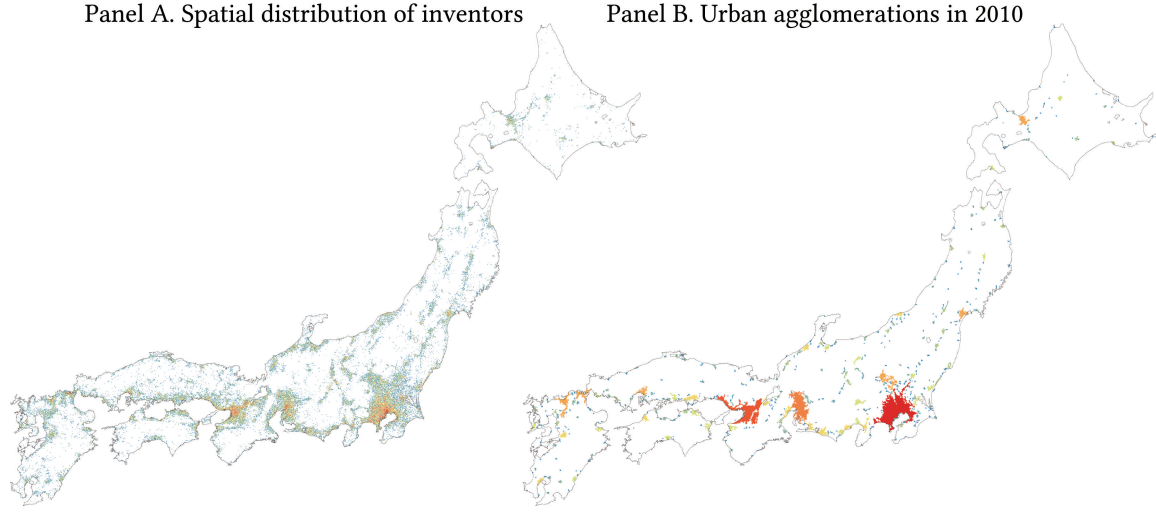 Panel A. Spatial distribution of inventors
Panel B. Urban agglomerations in 2010